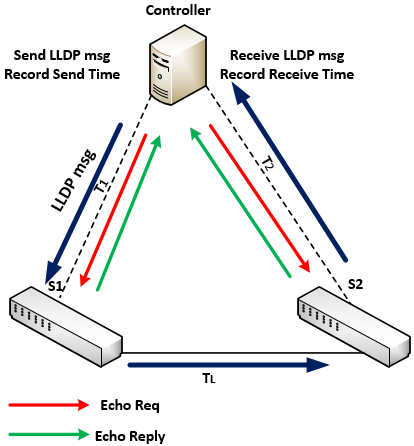 Controller
Send LLDP msg
Record Send Time
Receive LLDP msg
Record Receive Time
LLDP msg
T1
T2
S1
S2
TL
Echo Req
Echo Reply